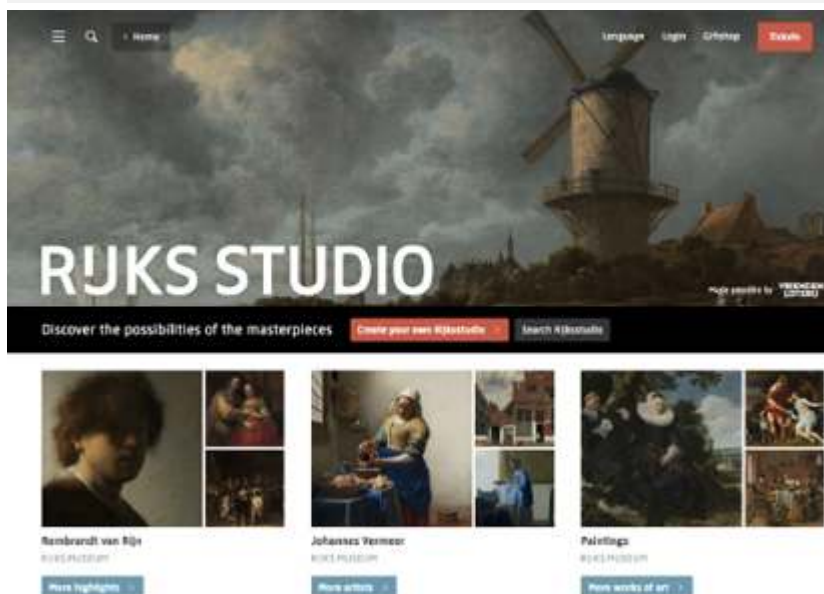 Home
Language Login Giftshop Tickets
RIJKS STUDIO
Made possible by VRIENDEN LOTERIJ
Discover the possibilities of the masterpieces Create your own Rijksstudio Search Rijksstudio
Rembrandt van Rijn Johannes Vermeer Paintings
RIJKSMUSEUM RIJKSMUSEUM RIJKSMUSEUM
More highlights More artists More works of art